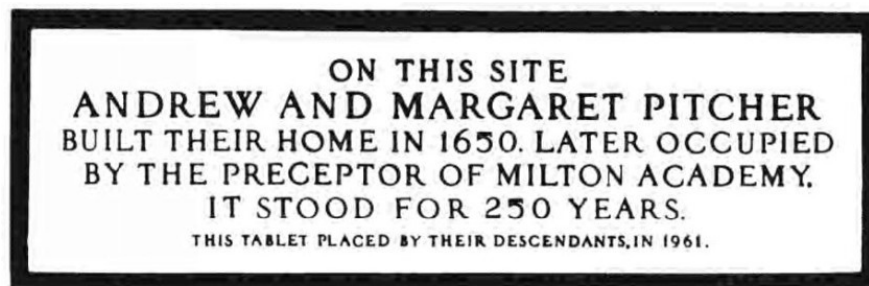 ON THIS SITE
ANDREW AND MARGARET PITCHER
BUILT THEIR HOME IN 1650. LATER OCCUPIED
BY THE PRECEPTOR OF MILTON ACADEMY.
IT STOOD FOR 250 YEARS.
THIS TABLET PLACED BY THEIR DESCENDANTS, IN 1961.